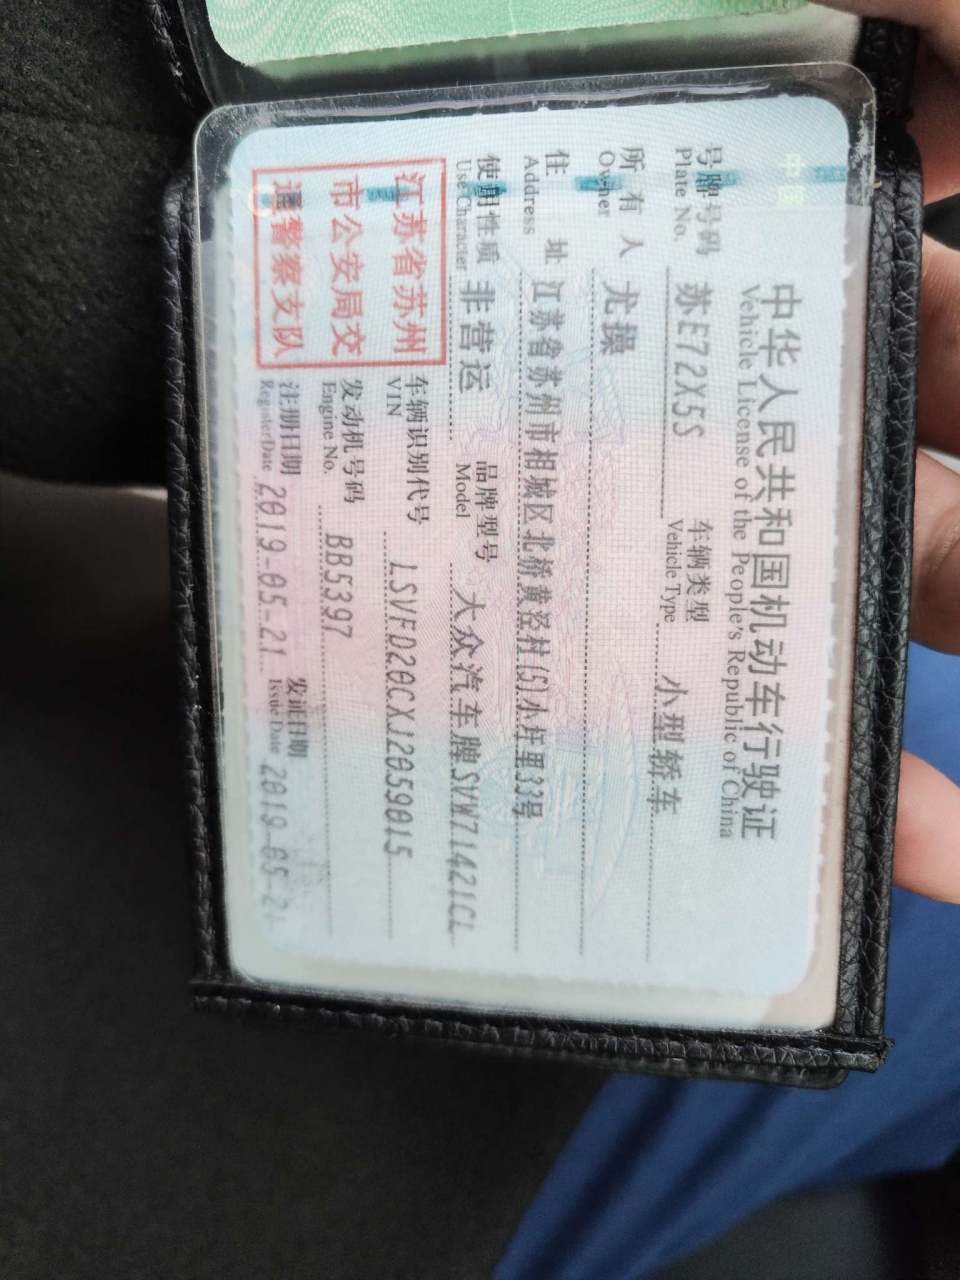 中国
中华人民共和国机动车行驶证
Vehicle License of the People's Republic of China
号牌号码 苏E72X5S 车辆类型 小型轿车
Plate No. Vehicle Type
所有人 尤操
Owner
住址 江苏省苏州市相城区北桥黄泾村(5)小圩里33号
Address
使用性质 非营运 品牌型号 大众汽车牌SVW71421CL
Use Character Model
江苏省苏州
市公安局交
通警察支队
车辆识别代号 LSVFD20CXJ2059015
VIN
发动机号码 BB5397
Engine No.
注册日期 2019-05-21 发证日期 2019-05-21
Register Date Issue Date